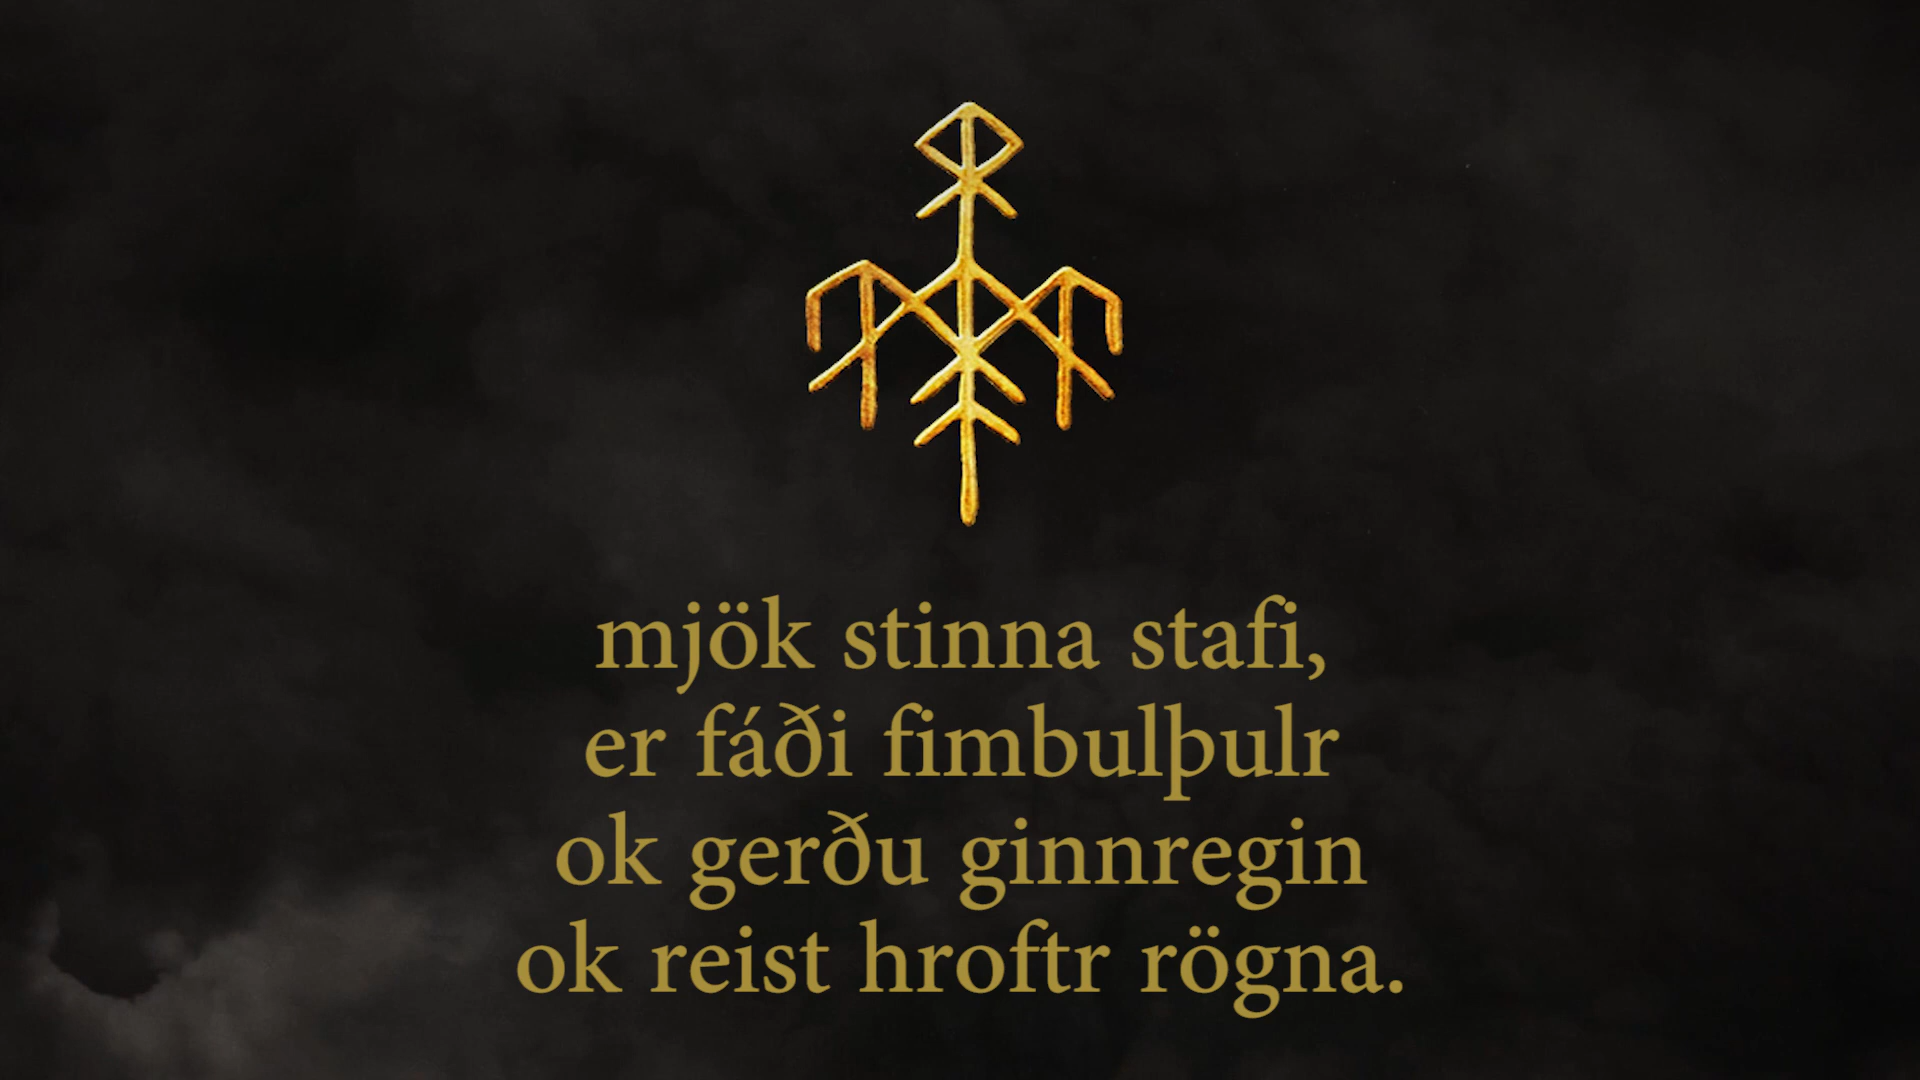 mjök stinna stafi,
er fáði fimbulþulr
ok gerðu ginnregin
ok reist hroftr rögna.